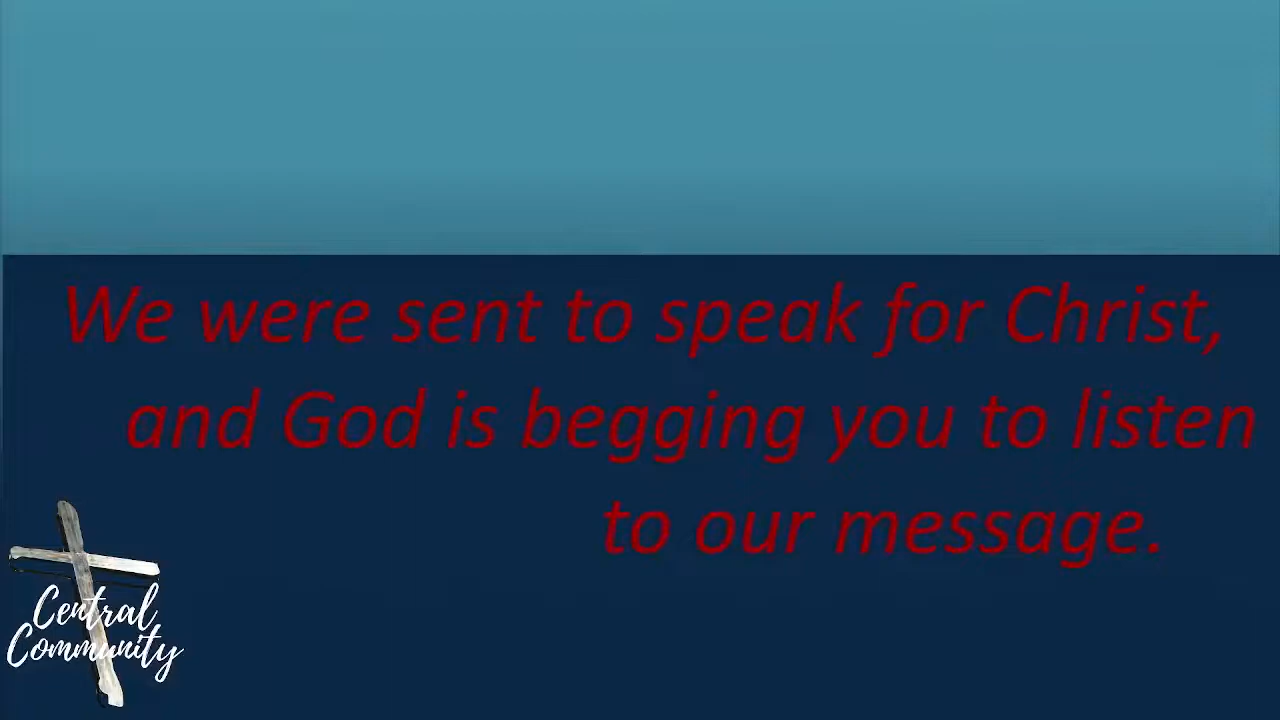 We were sent to speak for Christ,
and God is begging you to listen
to our message.
Central
Community